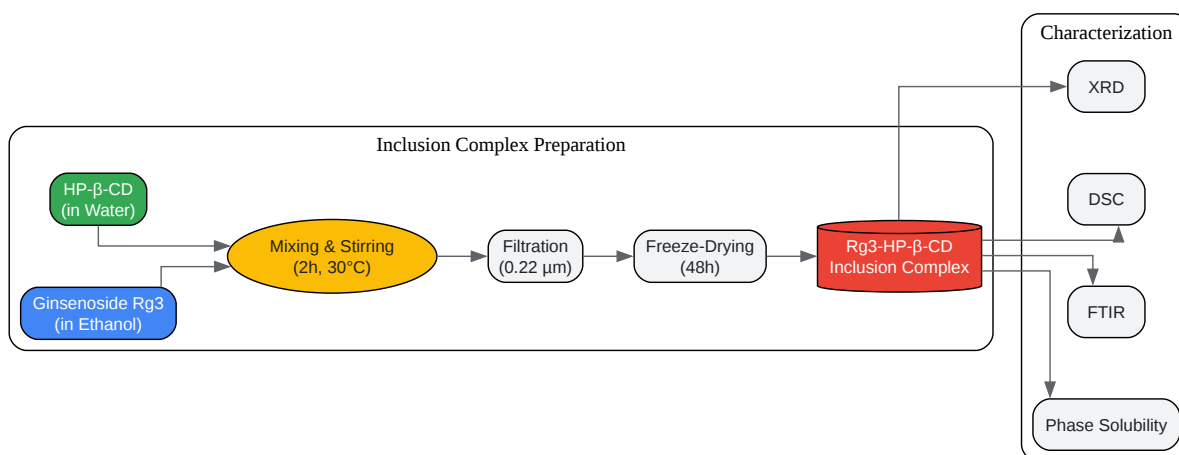 Characterization
XRD
Inclusion Complex Preparation
HP-β-CD
(in Water)
DSC
Mixing & Stirring
(2h, 30°C)
Filtration
(0.22 µm)
Freeze-Drying
(48h)
Rg3-HP-β-CD
Inclusion Complex
Ginsenoside Rg3
(in Ethanol)
FTIR
Phase Solubility